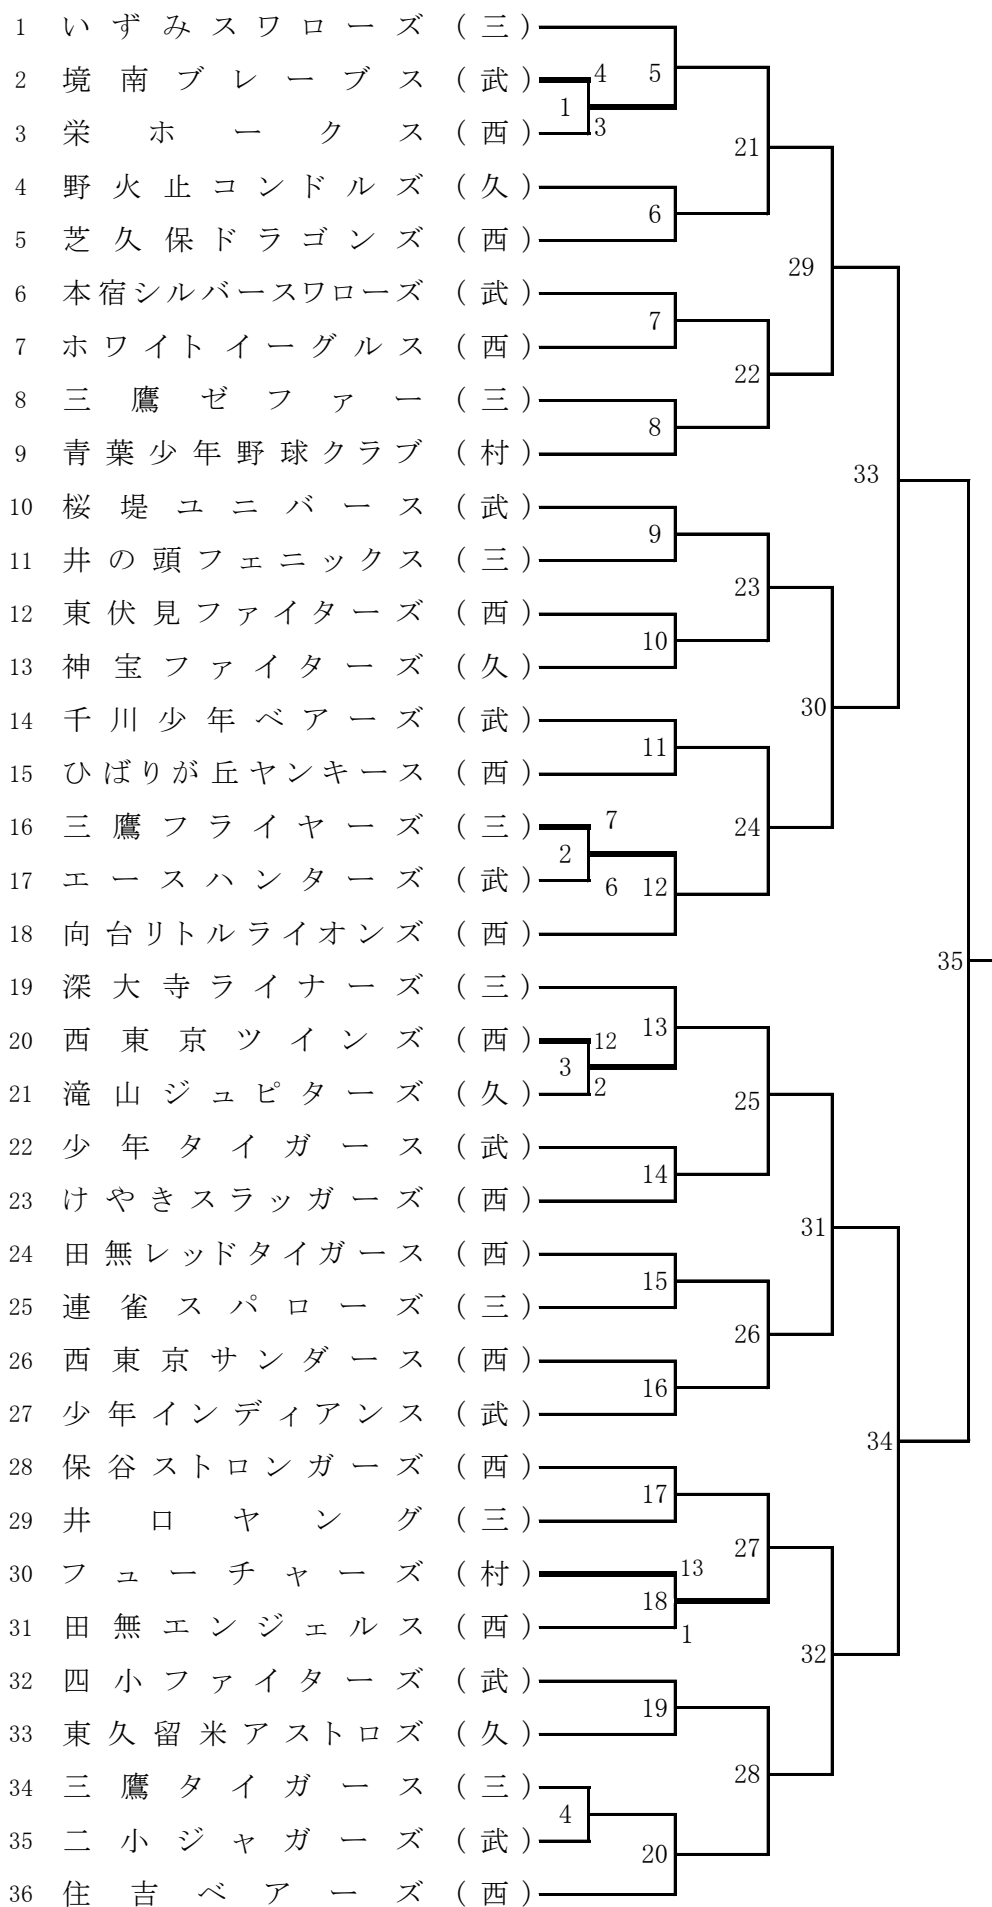 1 いずみスワローズ (三)
2 境南ブレーブス (武) 4 5
1
3 栄ホークス (西) 3
21
4 野火止コンドルズ (久)
6
5 芝久保ドラゴンズ (西)
29
6 本宿シルバースワローズ (武)
7
7 ホワイトイーグルス (西)
22
8 三鷹ゼファー (三)
8
9 青葉少年野球クラブ (村)
33
10 桜堤ユニバース (武)
9
11 井の頭フェニックス (三)
23
12 東伏見ファイターズ (西)
10
13 神宝ファイターズ (久)
30
14 千川少年ベアーズ (武)
11
15 ひばりが丘ヤンキース (西)
16 三鷹フライヤーズ (三) 7 24
2
17 エースハンターズ (武) 6 12
18 向台リトルライオンズ (西)
35
19 深大寺ライナーズ (三)
13
20 西東京ツインズ (西) 12
3
21 滝山ジュピターズ (久) 2 25
22 少年タイガース (武)
14
23 けやきスラッガーズ (西)
31
24 田無レッドタイガース (西)
15
25 連雀スパローズ (三)
26
26 西東京サンダース (西)
16
27 少年インディアンス (武)
34
28 保谷ストロンガーズ (西)
17
29 井口ヤング (三)
27
30 フューチャーズ (村) 13
18
31 田無エンジェルス (西) 1
32
32 四小ファイターズ (武)
19
33 東久留米アストロズ (久)
28
34 三鷹タイガース (三)
4
35 二小ジャガーズ (武)
20
36 住吉ベアーズ (西)